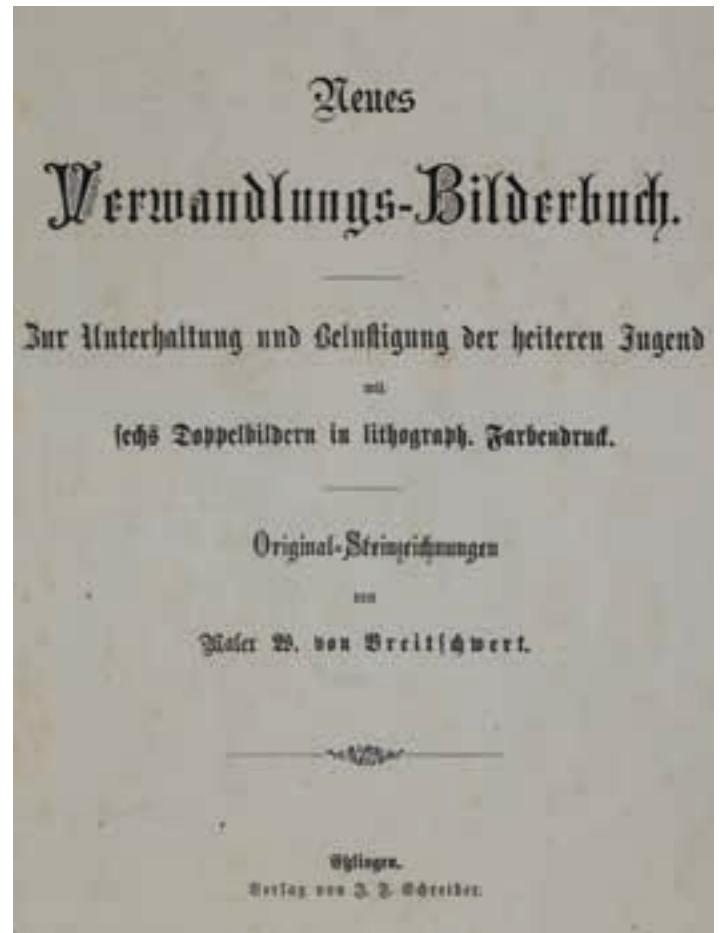 Neues
Verwandlungs-Bilderbuch.
Zur Unterhaltung und Belustigung der heiteren Jugend
mit
sechs Doppelbildern in lithograph. Farbendruck.
Original-Steinzeichnungen
von
Maler W. von Breitschwert.
Eßlingen.
Verlag von J. F. Schreiber.